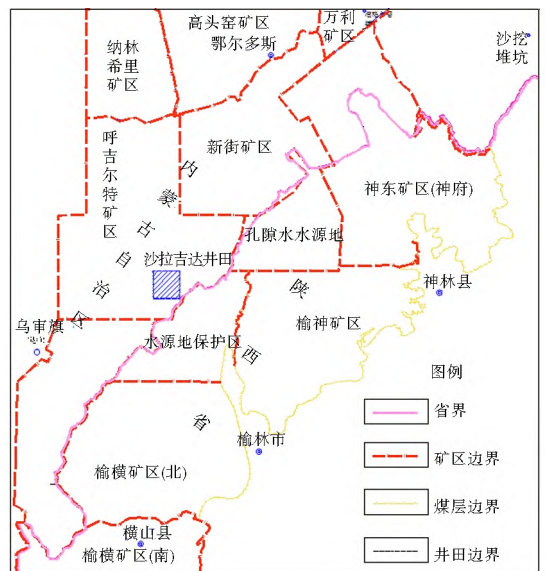 高头窑矿区
万利
矿区
纳林
希里
矿区
鄂尔多斯
沙挖
堆坑
呼吉尔特矿区
新街矿区
神东矿区(神府)
内蒙古自治区
孔隙水水源地
沙拉吉达井田
神林县
陕西省
榆神矿区
乌审旗
水源地保护区
图例
省界
榆林市
矿区边界
榆横矿区(北)
煤层边界
横山县
榆横矿区(南)
井田边界